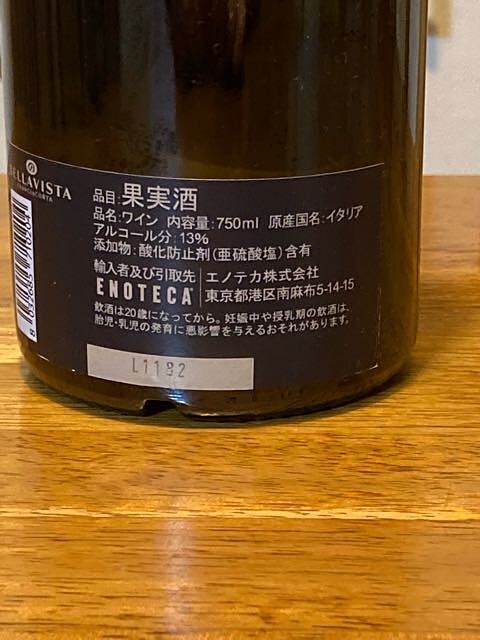 BELLAVISTA
FRANCIACORTA
品目:果実酒
品名:ワイン 内容量:750ml 原産国名:イタリア
アルコール分:13%
添加物:酸化防止剤(亜硫酸塩)含有
輸入者及び引取先 エノテカ株式会社
ENOTECA 東京都港区南麻布5-14-15
飲酒は20歳になってから。妊娠中や授乳期の飲酒は、
胎児・乳児の発育に悪影響を与えるおそれがあります。
L1182